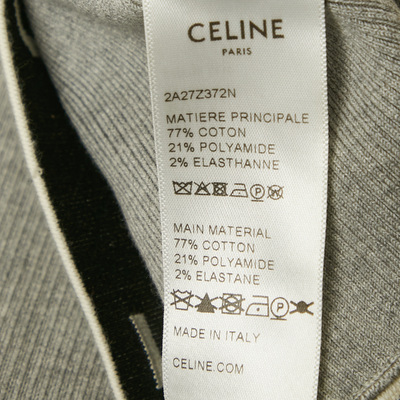 CELINE
PARIS
2A27Z372N
MATIERE PRINCIPALE
77% COTON
21% POLYAMIDE
2% ELASTHANNE
P
MAIN MATERIAL
77% COTTON
21% POLYAMIDE
2% ELASTANE
P
MADE IN ITALY
CELINE.COM